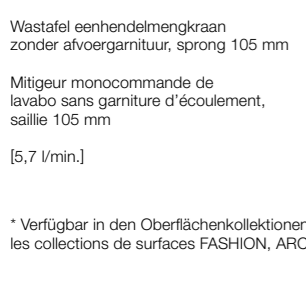 Wastafel eenhendelmengkraan
zonder afvoergarnituur, sprong 105 mm
Mitigeur monocommande de
lavabo sans garniture d'écoulement,
saillie 105 mm
[5,7 l/min.]
* Verfügbar in den Oberflächenkollektionen
les collections de surfaces FASHION, ARC